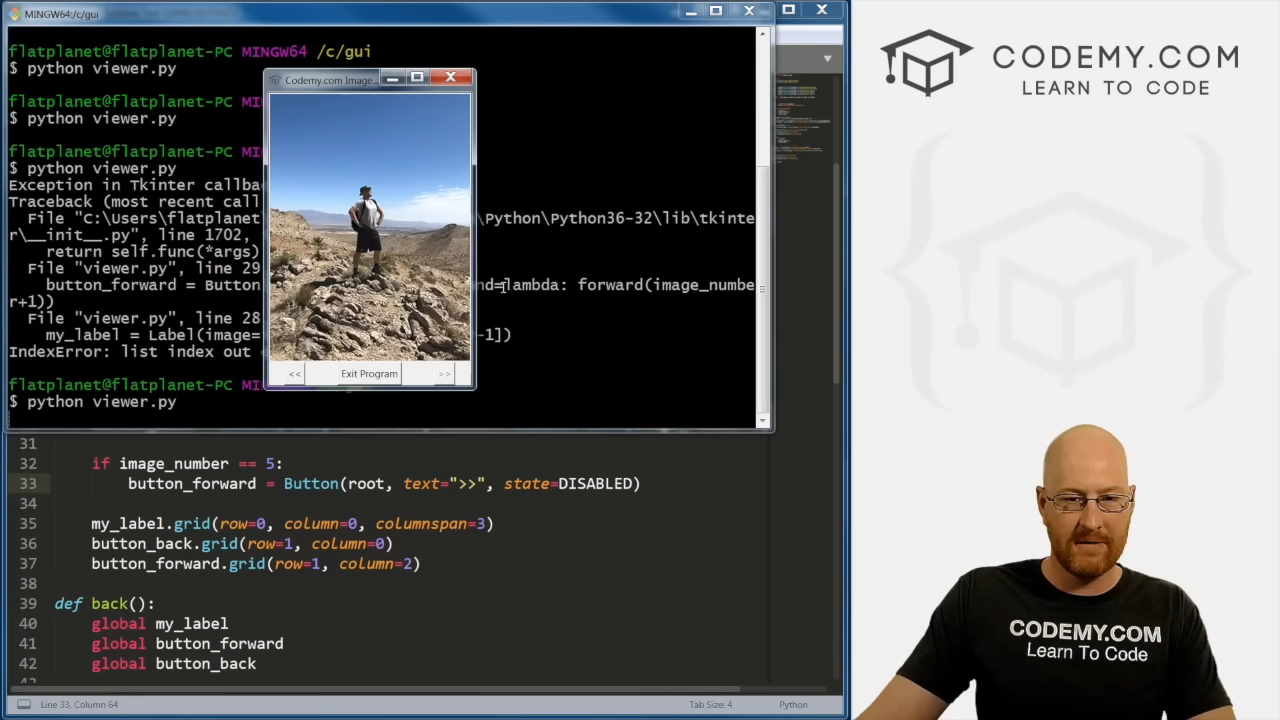 MINGW64:/c/gui
flatplanet@flatplanet-PC MINGW64 /c/gui
$ python viewer.py
flatplanet@flatplanet-PC MI
$ python viewer.py
flatplanet@flatplanet-PC MI
$ python viewer.py
Exception in Tkinter callba
Traceback (most recent call
File "C:\Users\flatplanet
\Python\Python36-32\lib\tkinte
r\__init__.py", line 1702,
return self.func(*args)
File "viewer.py", line 29
button_forward = Button
nd=lambda: forward(image_numbe
r+1))
File "viewer.py", line 28
my_label = Label(image=
-1])
IndexError: list index out
flatplanet@flatplanet-PC MI
$ python viewer.py
Codemy.com Image
<<
Exit Program
>>
31
32 if image_number == 5:
33 button_forward = Button(root, text=">>", state=DISABLED)
34
35 my_label.grid(row=0, column=0, columnspan=3)
36 button_back.grid(row=1, column=0)
37 button_forward.grid(row=1, column=2)
38
39 def back():
40 global my_label
41 global button_forward
42 global button_back
Line 33, Column 64
Tab Size: 4
Python
CODEMY.COM
LEARN TO CODE
CODEMY.COM
Learn To Code